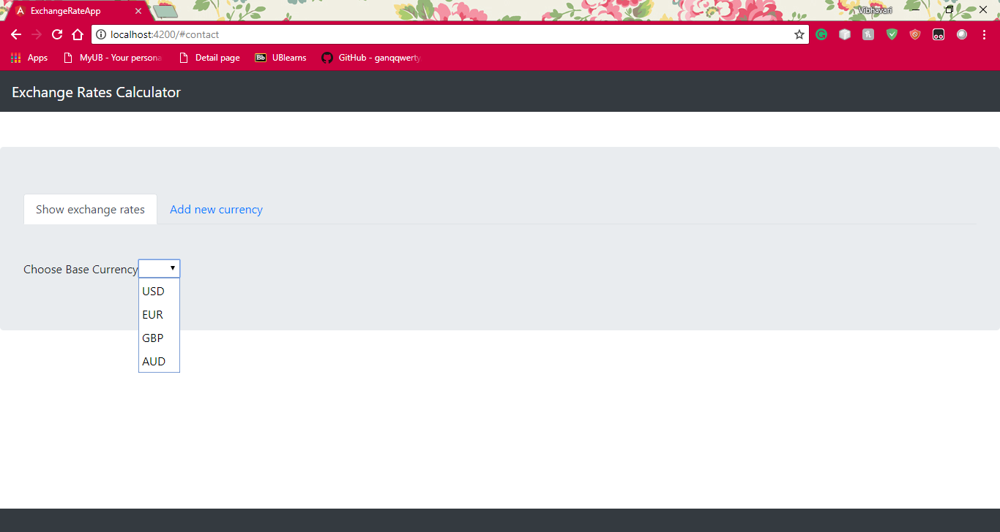 ExchangeRateApp
Vibhavari
localhost:4200/#contact
Apps MyUB - Your persona Detail page Bb UBlearns GitHub - ganqqwerty
Exchange Rates Calculator
Show exchange rates Add new currency
Choose Base Currency
USD
EUR
GBP
AUD